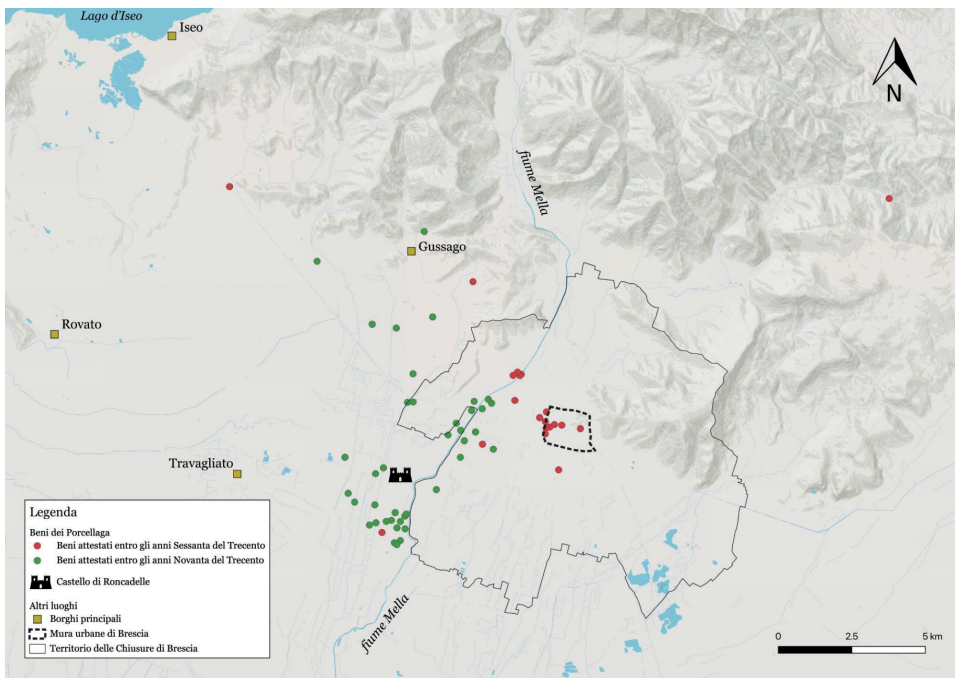 Lago d'Iseo
Iseo
N
fiume Mella
Gussago
Rovato
Travagliato
Legenda
Beni dei Porcellaga
Beni attestati entro gli anni Sessanta del Trecento
Beni attestati entro gli anni Novanta del Trecento
Castello di Roncadelle
Altri luoghi
Borghi principali
Mura urbane di Brescia
Territorio delle Chiusure di Brescia
fiume Mella
0 2.5 5 km